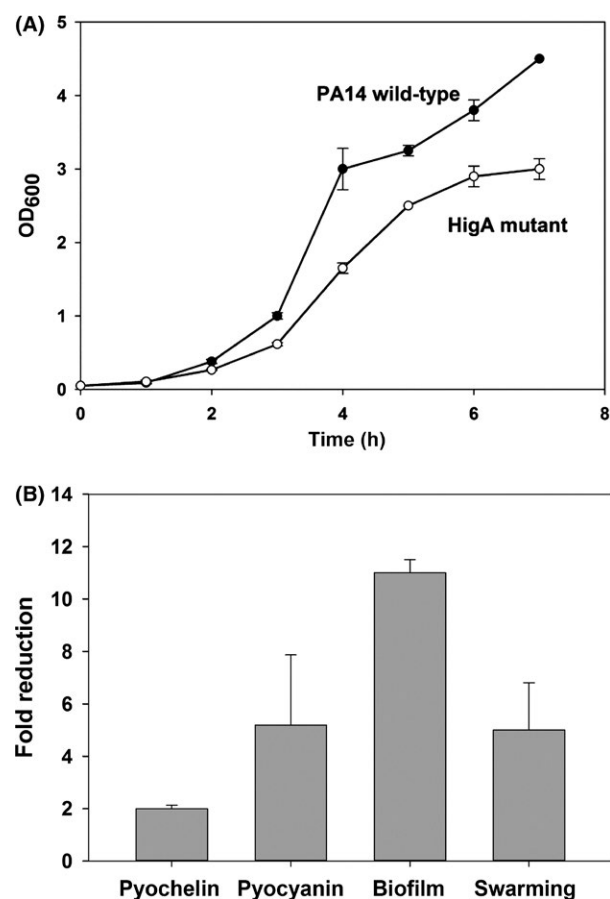 (A)
5
4
3
2
1
0
OD600
PA14 wild-type
HigA mutant
0 2 4 6 8
Time (h)
(B)
14
12
10
8
6
4
2
0
Fold reduction
Pyochelin Pyocyanin Biofilm Swarming